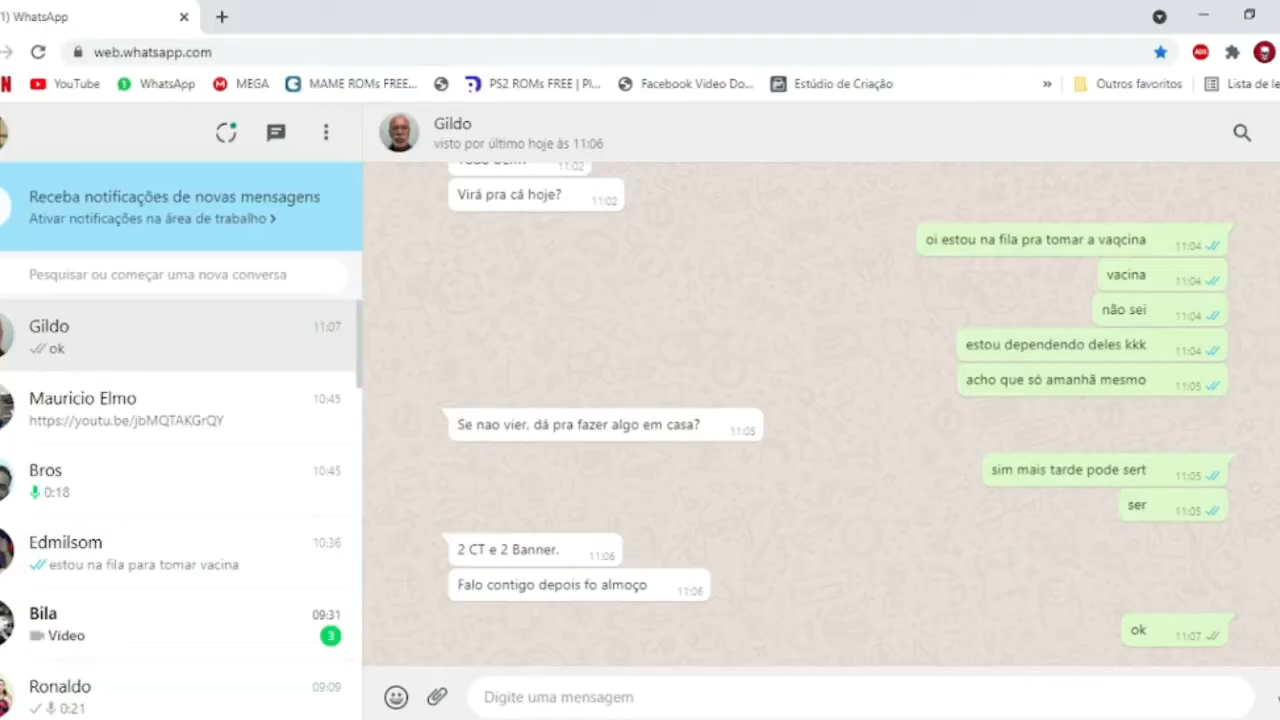 1) WhatsApp
web.whatsapp.com
ADS
N YouTube WhatsApp MEGA MAME ROMs FREE... PS2 ROMs FREE | Pl... Facebook Video Do... Estúdio de Criação » Outros favoritos Lista de le
Gildo
visto por último hoje às 11:06
Receba notificações de novas mensagens
Ativar notificações na área de trabalho >
Pesquisar ou começar uma nova conversa
Gildo 11:07
ok
Mauricio Elmo 10:45
https://youtu.be/jbMQTAKGrQY
Bros 10:45
0:18
Edmilsom 10:36
estou na fila para tomar vacina
Bila 09:31
Video 3
Ronaldo 09:09
0:21
11:02
Virá pra cá hoje? 11:02
oi estou na fila pra tomar a vaqcina 11:04
vacina 11:04
não sei 11:04
estou dependendo deles kkk 11:04
acho que só amanhã mesmo 11:05
Se nao vier, dá pra fazer algo em casa? 11:05
sim mais tarde pode sert 11:05
ser 11:05
2 CT e 2 Banner. 11:06
Falo contigo depois fo almoço 11:06
ok 11:07
Digite uma mensagem